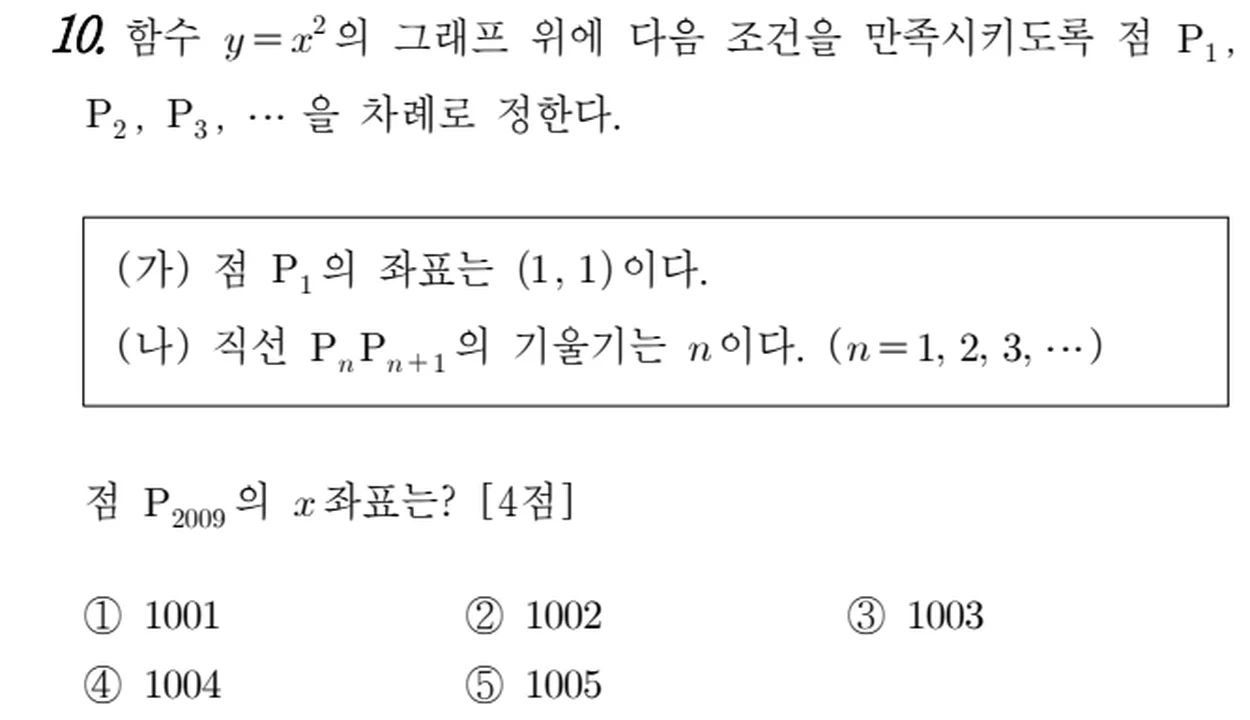 10. 함수 y=x²의 그래프 위에 다음 조건을 만족시키도록 점 P₁,
P₂, P₃, ⋯ 을 차례로 정한다.
(가) 점 P₁의 좌표는 (1, 1)이다.
(나) 직선 PₙPₙ₊₁의 기울기는 n이다. (n=1, 2, 3, ⋯)
점 P₂₀₀₉의 x좌표는? [4점]
① 1001 ② 1002 ③ 1003
④ 1004 ⑤ 1005